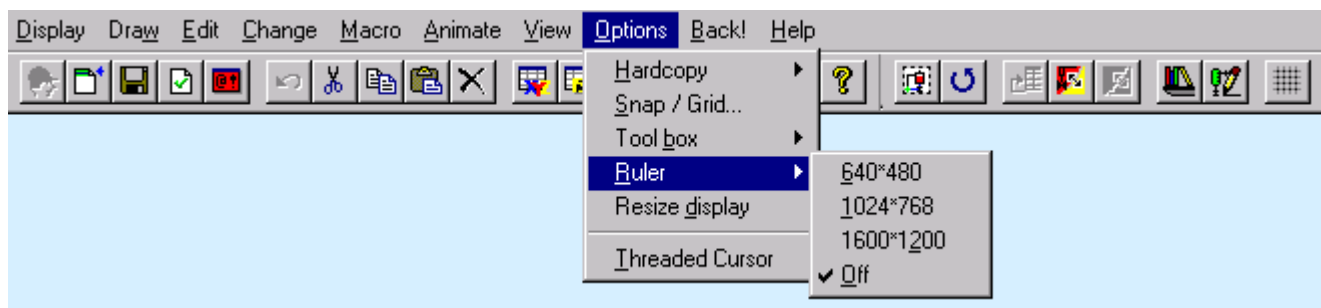 Display Draw Edit Change Macro Animate View Options Back! Help
Hardcopy
Snap / Grid...
Tool box
Ruler
640*480
Resize display
1024*768
1600*1200
Threaded Cursor
Off